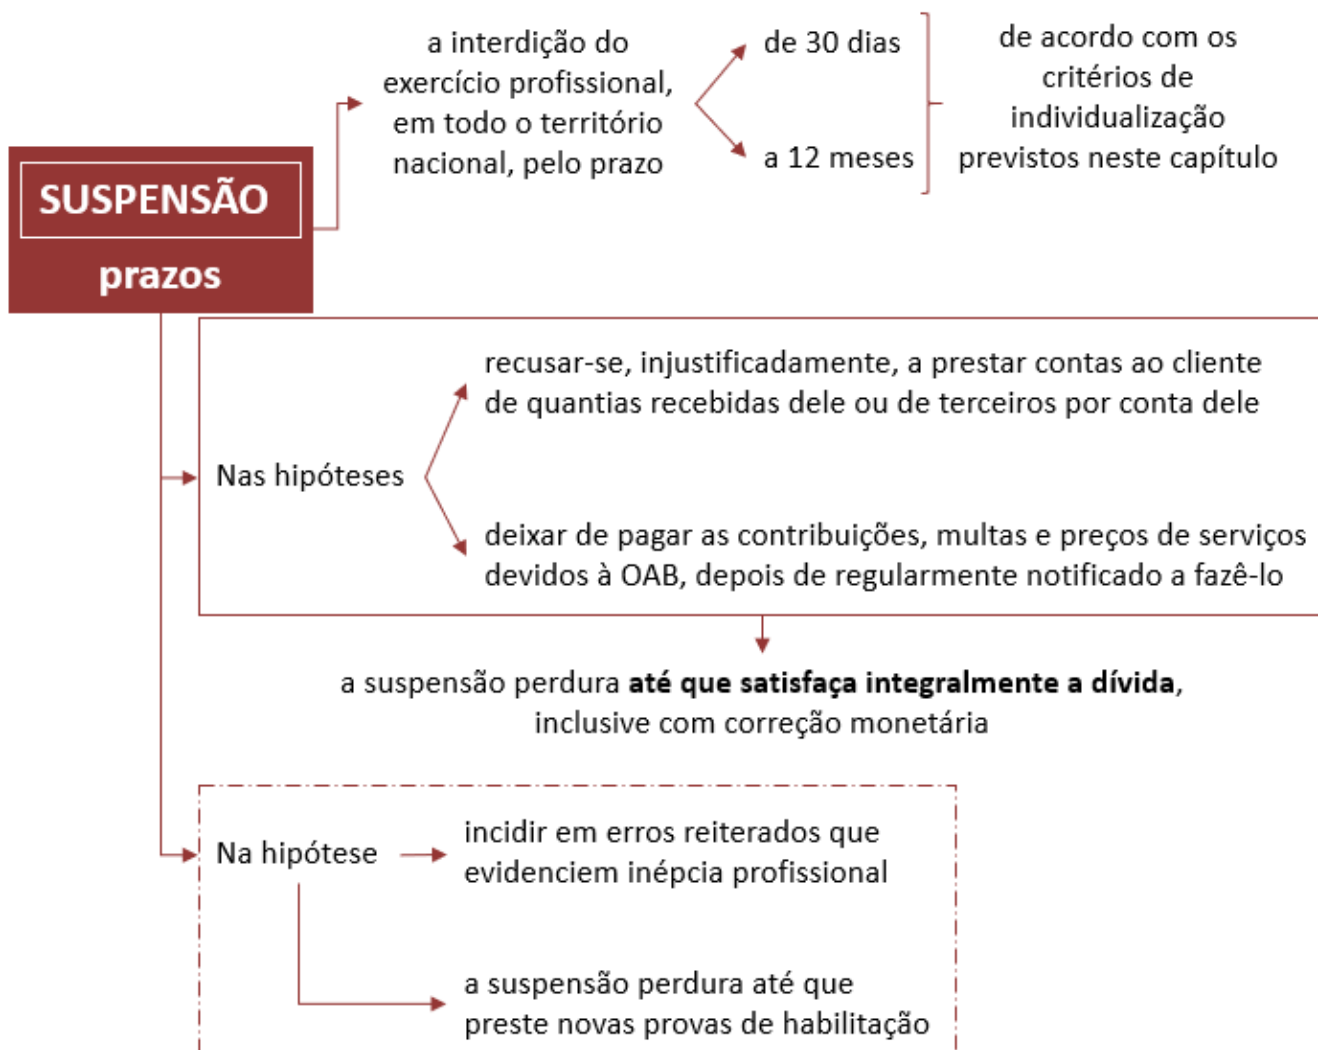 SUSPENSÃO
prazos
a interdição do
exercício profissional,
em todo o território
nacional, pelo prazo
de 30 dias
a 12 meses
de acordo com os
critérios de
individualização
previstos neste capítulo
Nas hipóteses
recusar-se, injustificadamente, a prestar contas ao cliente
de quantias recebidas dele ou de terceiros por conta dele
deixar de pagar as contribuições, multas e preços de serviços
devidos à OAB, depois de regularmente notificado a fazê-lo
a suspensão perdura até que satisfaça integralmente a dívida,
inclusive com correção monetária
Na hipótese
incidir em erros reiterados que
evidenciem inépcia profissional
a suspensão perdura até que
preste novas provas de habilitação